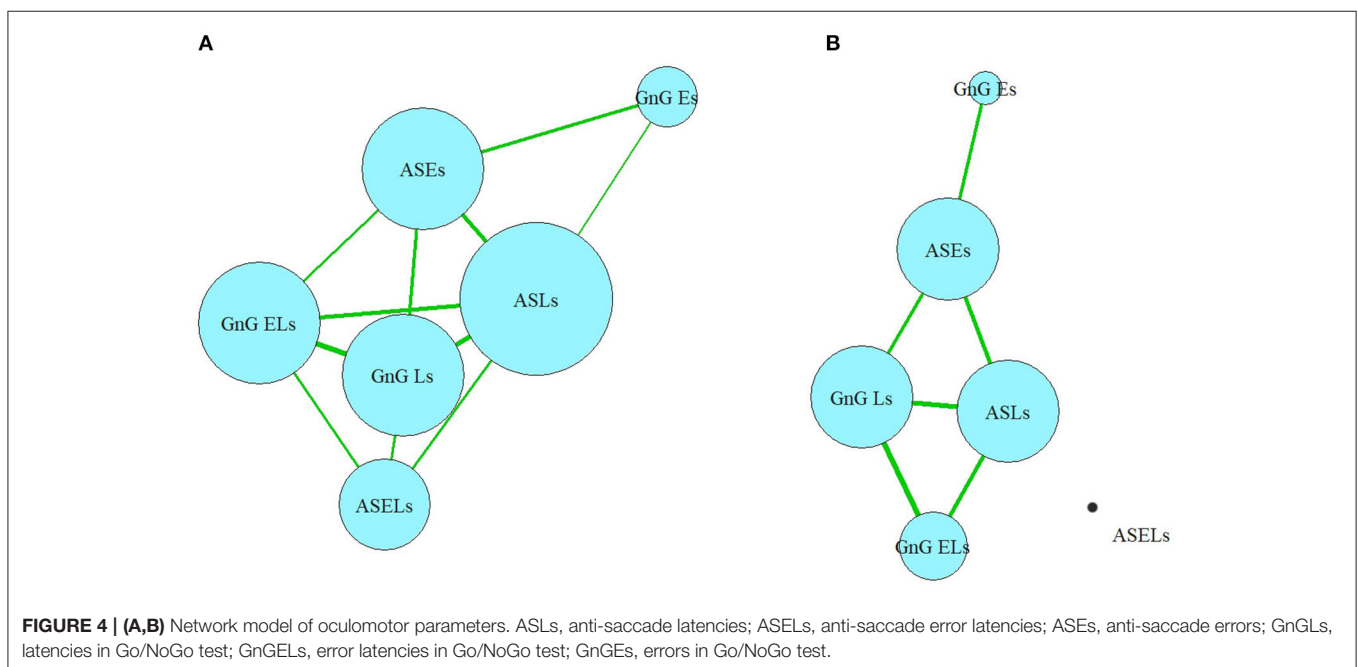 A
B
GnG Es
GnG Es
ASEs
ASEs
ASLs
GnG ELs
GnG Ls
GnG Ls
ASLs
ASELs
GnG ELs
ASELs
FIGURE 4 | (A,B) Network model of oculomotor parameters. ASLs, anti-saccade latencies; ASELs, anti-saccade error latencies; ASEs, anti-saccade errors; GnGLs,
latencies in Go/NoGo test; GnGELs, error latencies in Go/NoGo test; GnGEs, errors in Go/NoGo test.